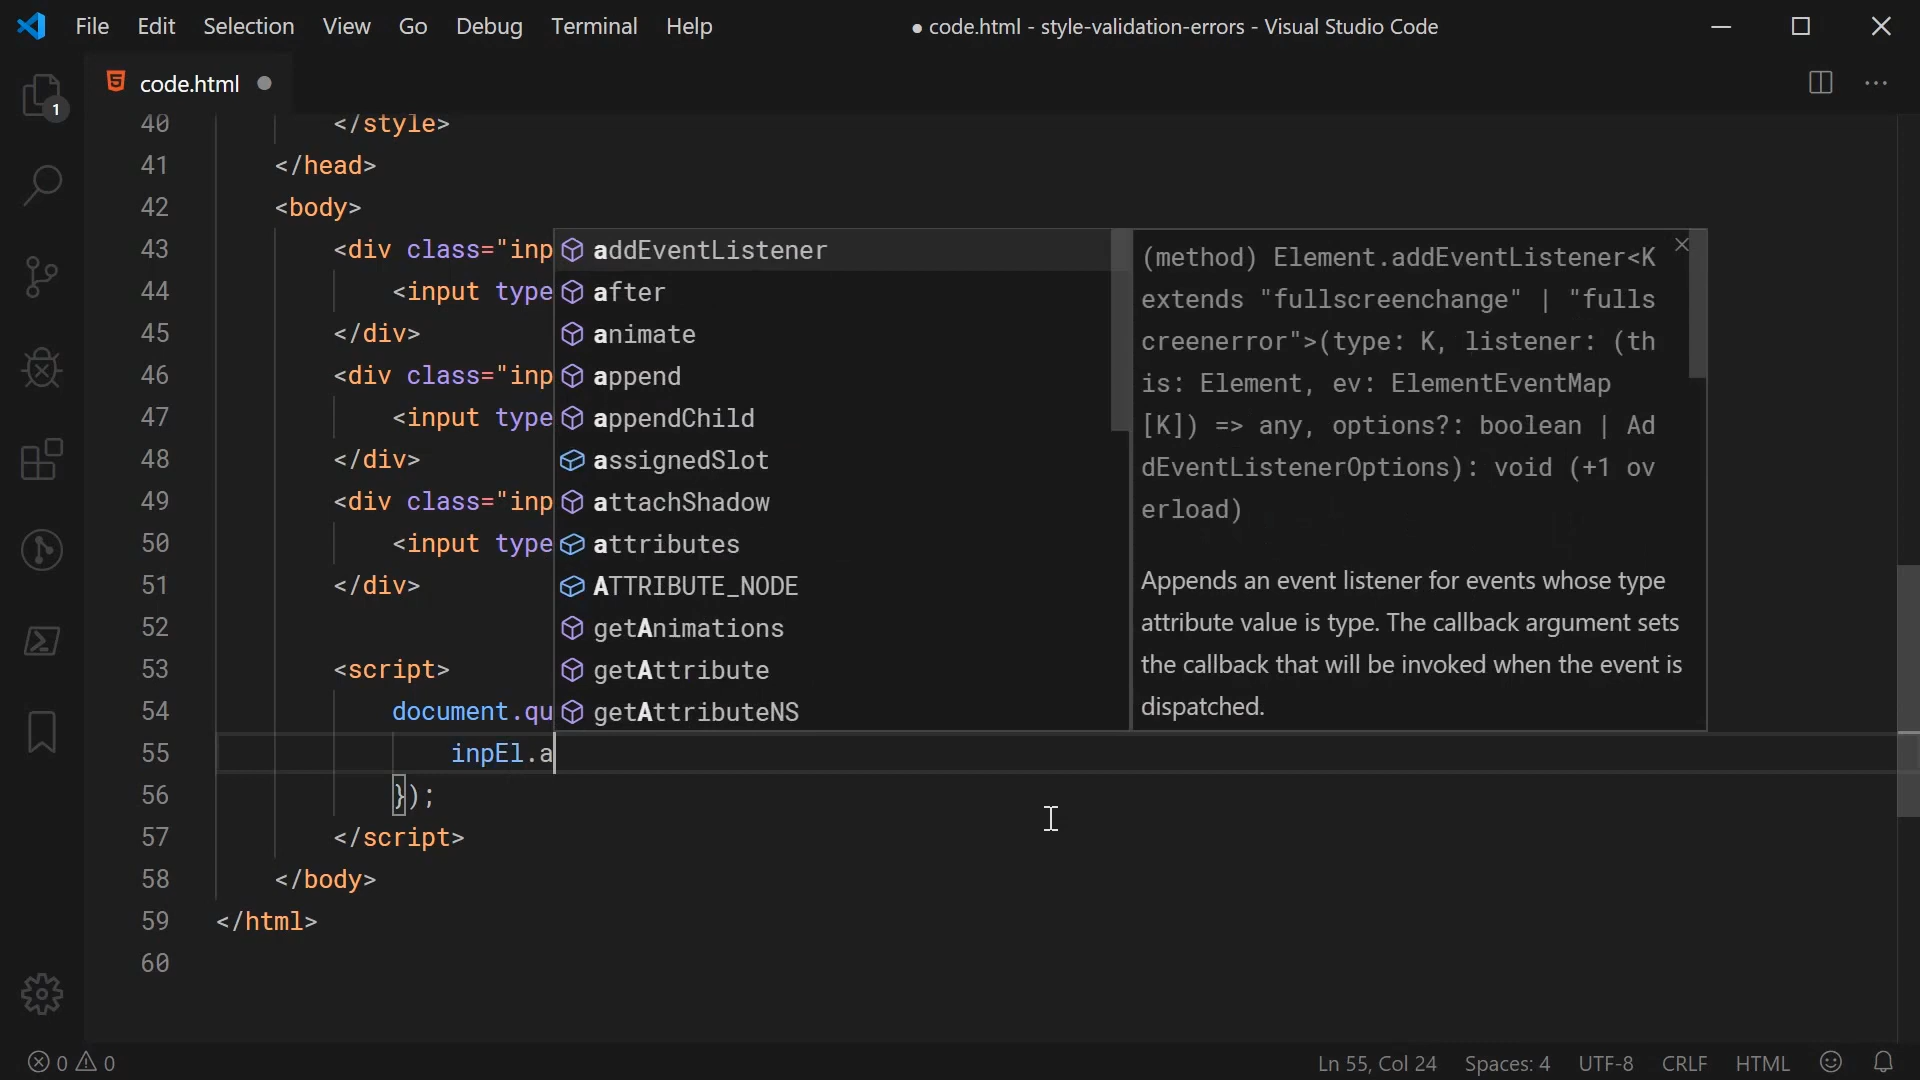 File Edit Selection View Go Debug Terminal Help
● code.html - style-validation-errors - Visual Studio Code
1
code.html
40 </style>
41 </head>
42 <body>
43 <div class="inp
44 <input type
45 </div>
46 <div class="inp
47 <input type
48 </div>
49 <div class="inp
50 <input type
51 </div>
52
53 <script>
54 document.qu
55 inpEl.a
56 });
57 </script>
58 </body>
59 </html>
60
addEventListener
after
animate
append
appendChild
assignedSlot
attachShadow
attributes
ATTRIBUTE_NODE
getAnimations
getAttribute
getAttributeNS
(method) Element.addEventListener<K
extends "fullscreenchange" | "fulls
creenerror">(type: K, listener: (th
is: Element, ev: ElementEventMap
[K]) => any, options?: boolean | Ad
dEventListenerOptions): void (+1 ov
erload)
Appends an event listener for events whose type
attribute value is type. The callback argument sets
the callback that will be invoked when the event is
dispatched.
0 0
Ln 55, Col 24 Spaces: 4 UTF-8 CRLF HTML